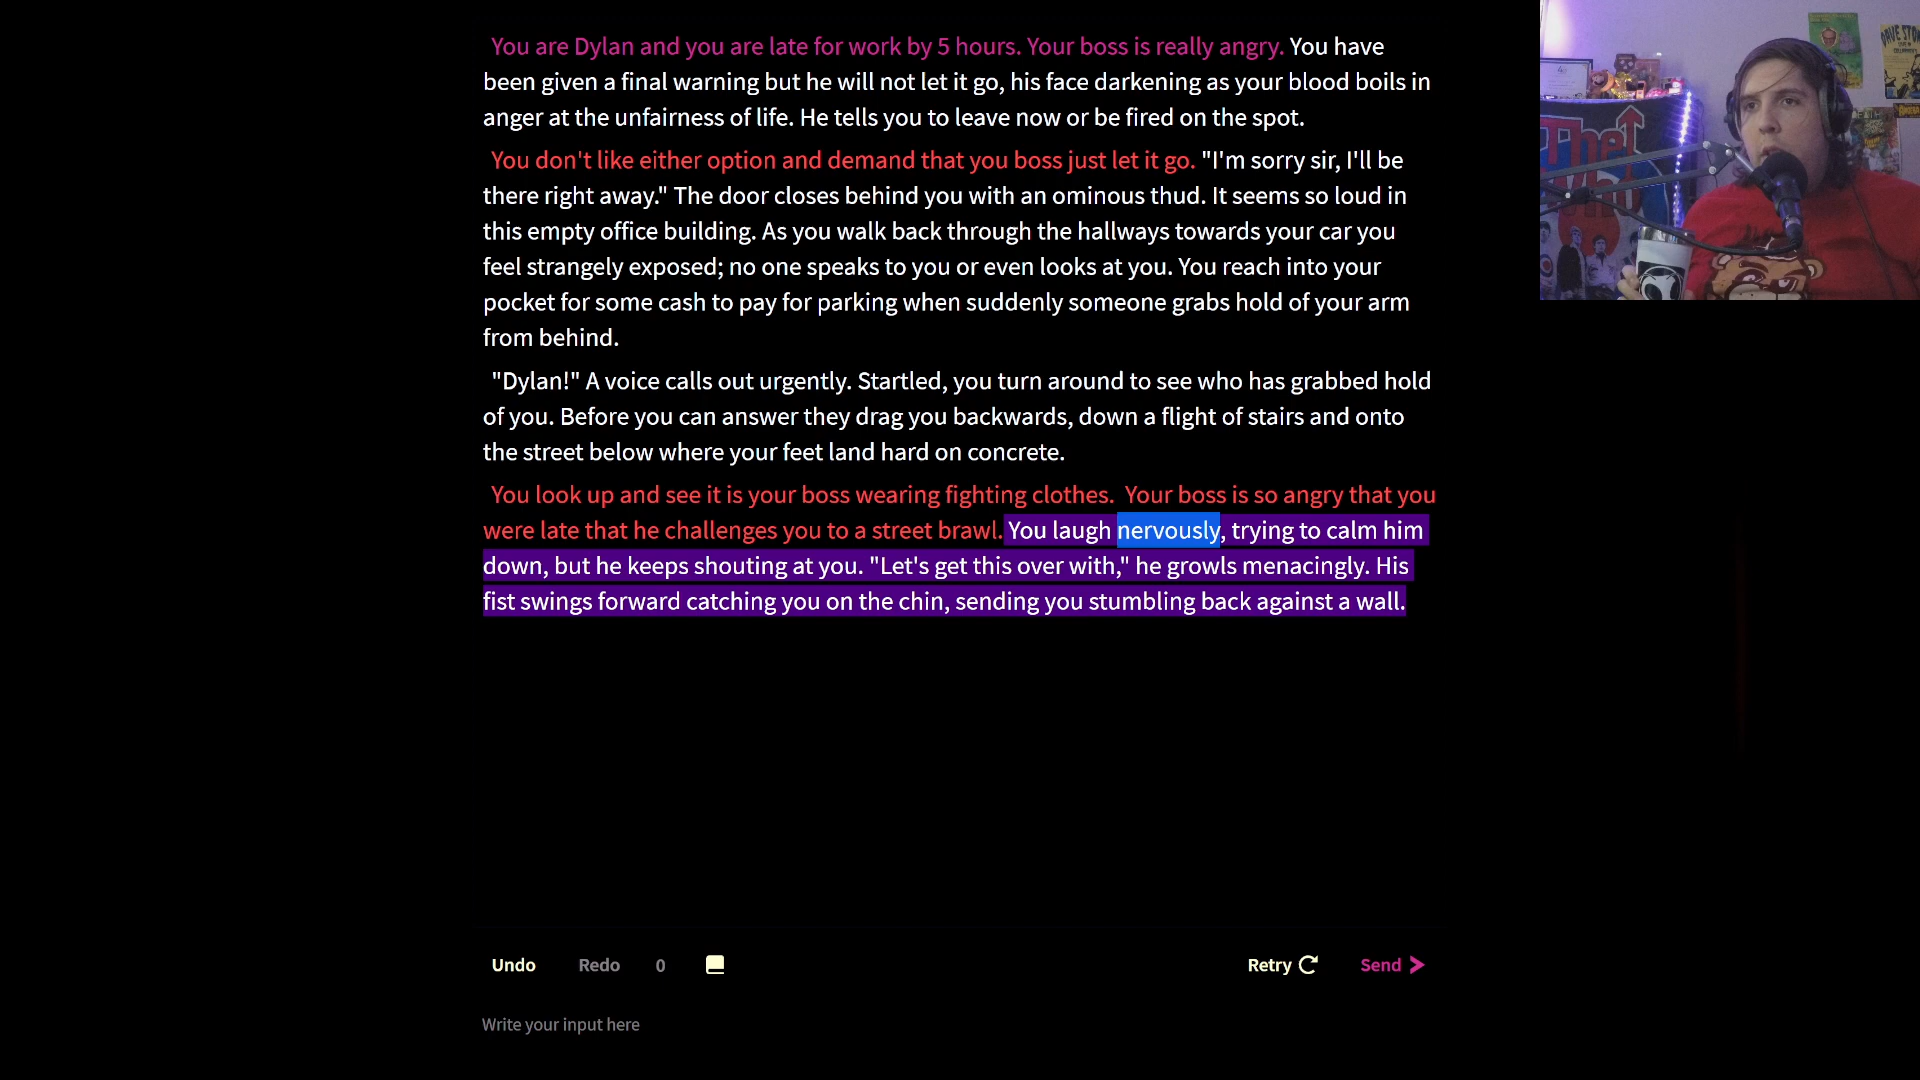 You are Dylan and you are late for work by 5 hours. Your boss is really angry. You have
been given a final warning but he will not let it go, his face darkening as your blood boils in
anger at the unfairness of life. He tells you to leave now or be fired on the spot.
You don't like either option and demand that you boss just let it go. "I'm sorry sir, I'll be
there right away." The door closes behind you with an ominous thud. It seems so loud in
this empty office building. As you walk back through the hallways towards your car you
feel strangely exposed; no one speaks to you or even looks at you. You reach into your
pocket for some cash to pay for parking when suddenly someone grabs hold of your arm
from behind.
"Dylan!" A voice calls out urgently. Startled, you turn around to see who has grabbed hold
of you. Before you can answer they drag you backwards, down a flight of stairs and onto
the street below where your feet land hard on concrete.
You look up and see it is your boss wearing fighting clothes.  Your boss is so angry that you
were late that he challenges you to a street brawl. You laugh nervously, trying to calm him
down, but he keeps shouting at you. "Let's get this over with," he growls menacingly. His
fist swings forward catching you on the chin, sending you stumbling back against a wall.
Undo Redo 0 Retry Send
Write your input here
The